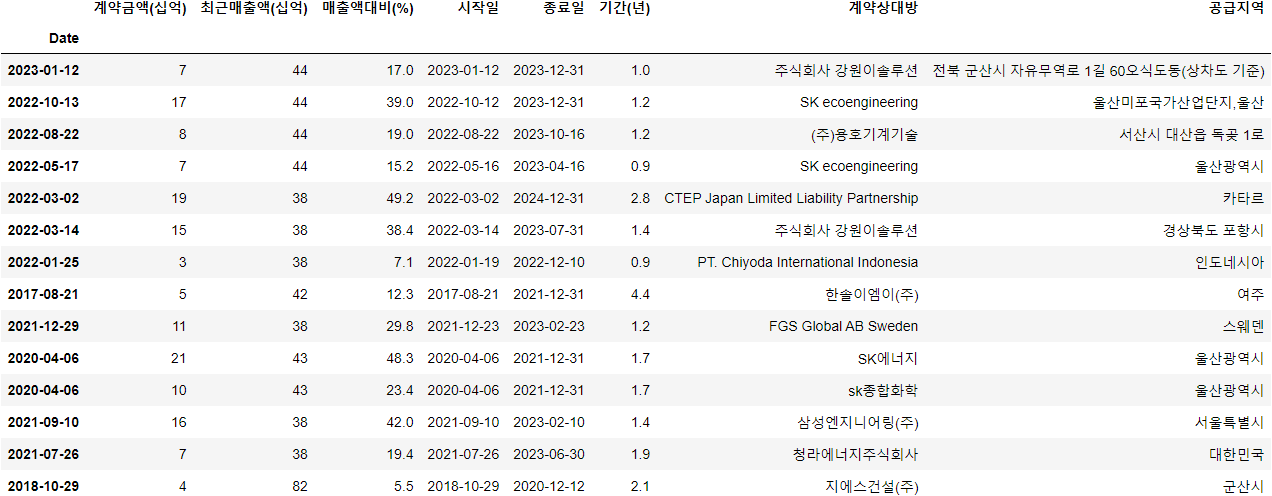 계약금액(십억) 최근매출액(십억) 매출액대비(%) 시작일 종료일 기간(년) 계약상대방 공급지역
Date
2023-01-12 7 44 17.0 2023-01-12 2023-12-31 1.0 주식회사 강원이솔루션 전북 군산시 자유무역로 1길 60오식도동(상차도 기준)
2022-10-13 17 44 39.0 2022-10-12 2023-12-31 1.2 SK ecoengineering 울산미포국가산업단지,울산
2022-08-22 8 44 19.0 2022-08-22 2023-10-16 1.2 (주)용호기계기술 서산시 대산읍 독곶 1로
2022-05-17 7 44 15.2 2022-05-16 2023-04-16 0.9 SK ecoengineering 울산광역시
2022-03-02 19 38 49.2 2022-03-02 2024-12-31 2.8 CTEP Japan Limited Liability Partnership 카타르
2022-03-14 15 38 38.4 2022-03-14 2023-07-31 1.4 주식회사 강원이솔루션 경상북도 포항시
2022-01-25 3 38 7.1 2022-01-19 2022-12-10 0.9 PT. Chiyoda International Indonesia 인도네시아
2017-08-21 5 42 12.3 2017-08-21 2021-12-31 4.4 한솔이엠이(주) 여주
2021-12-29 11 38 29.8 2021-12-23 2023-02-23 1.2 FGS Global AB Sweden 스웨덴
2020-04-06 21 43 48.3 2020-04-06 2021-12-31 1.7 SK에너지 울산광역시
2020-04-06 10 43 23.4 2020-04-06 2021-12-31 1.7 sk종합화학 울산광역시
2021-09-10 16 38 42.0 2021-09-10 2023-02-10 1.4 삼성엔지니어링(주) 서울특별시
2021-07-26 7 38 19.4 2021-07-26 2023-06-30 1.9 청라에너지주식회사 대한민국
2018-10-29 4 82 5.5 2018-10-29 2020-12-12 2.1 지에스건설(주) 군산시